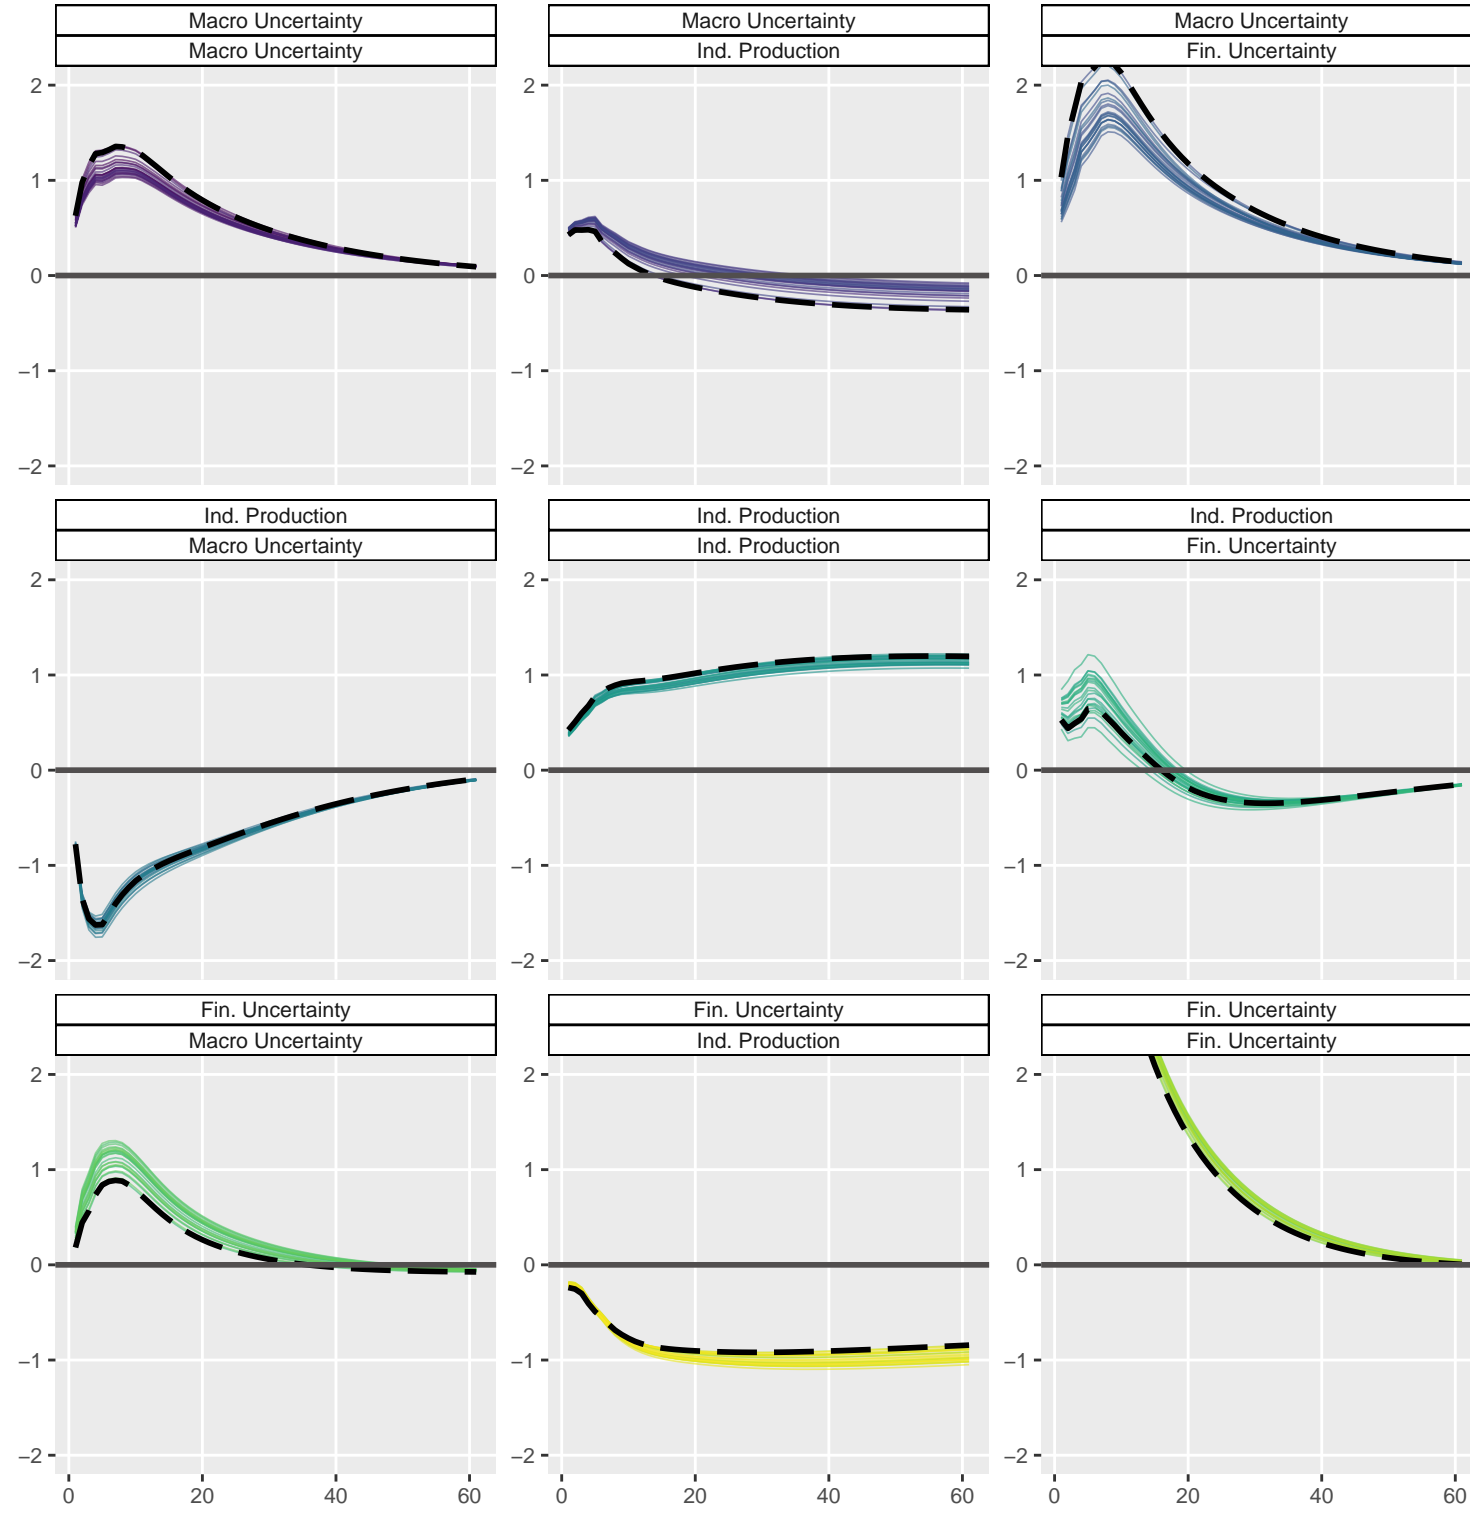 Macro Uncertainty Macro Uncertainty Macro Uncertainty
Macro Uncertainty Ind. Production Fin. Uncertainty
2 2 2
1 1 1
0 0 0
−1 −1 −1
−2 −2 −2
Ind. Production Ind. Production Ind. Production
Macro Uncertainty Ind. Production Fin. Uncertainty
2 2 2
1 1 1
0 0 0
−1 −1 −1
−2 −2 −2
Fin. Uncertainty Fin. Uncertainty Fin. Uncertainty
Macro Uncertainty Ind. Production Fin. Uncertainty
2 2 2
1 1 1
0 0 0
−1 −1 −1
−2 −2 −2
0 20 40 60 0 20 40 60 0 20 40 60